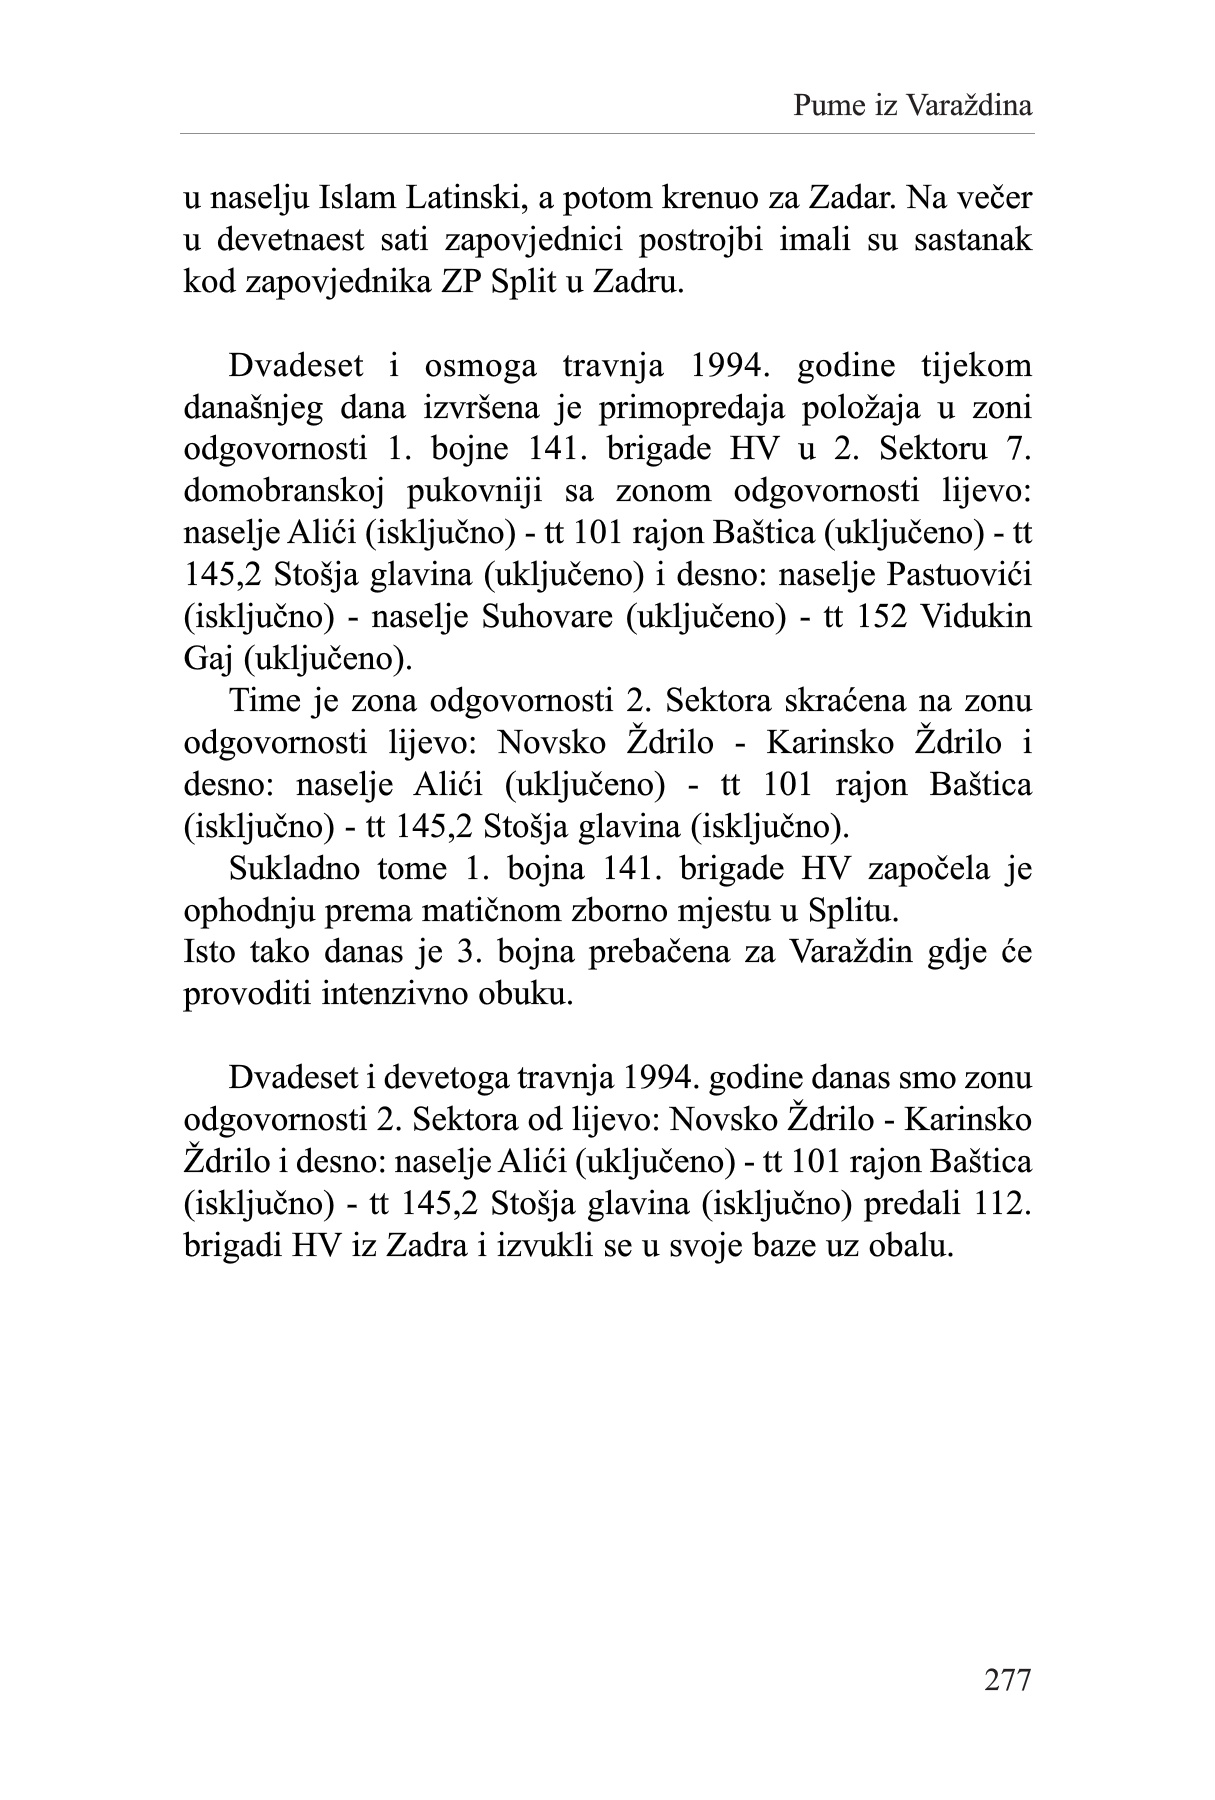 Pume iz Varaždina
u naselju Islam Latinski, a potom krenuo za Zadar. Na večer
u devetnaest sati zapovjednici postrojbi imali su sastanak
kod zapovjednika ZP Split u Zadru.
Dvadeset i osmoga travnja 1994. godine tijekom
današnjeg dana izvršena je primopredaja položaja u zoni
odgovornosti 1. bojne 141. brigade HV u 2. Sektoru 7.
domobranskoj pukovniji sa zonom odgovornosti lijevo:
naselje Alići (isključno) - tt 101 rajon Baštica (uključeno) - tt
145,2 Stošja glavina (uključeno) i desno: naselje Pastuovići
(isključno) - naselje Suhovare (uključeno) - tt 152 Vidukin
Gaj (uključeno).
Time je zona odgovornosti 2. Sektora skraćena na zonu
odgovornosti lijevo: Novsko Ždrilo - Karinsko Ždrilo i
desno: naselje Alići (uključeno) - tt 101 rajon Baštica
(isključno) - tt 145,2 Stošja glavina (isključno).
Sukladno tome 1. bojna 141. brigade HV započela je
ophodnju prema matičnom zborno mjestu u Splitu.
Isto tako danas je 3. bojna prebačena za Varaždin gdje će
provoditi intenzivno obuku.
Dvadeset i devetoga travnja 1994. godine danas smo zonu
odgovornosti 2. Sektora od lijevo: Novsko Ždrilo - Karinsko
Ždrilo i desno: naselje Alići (uključeno) - tt 101 rajon Baštica
(isključno) - tt 145,2 Stošja glavina (isključno) predali 112.
brigadi HV iz Zadra i izvukli se u svoje baze uz obalu.
277